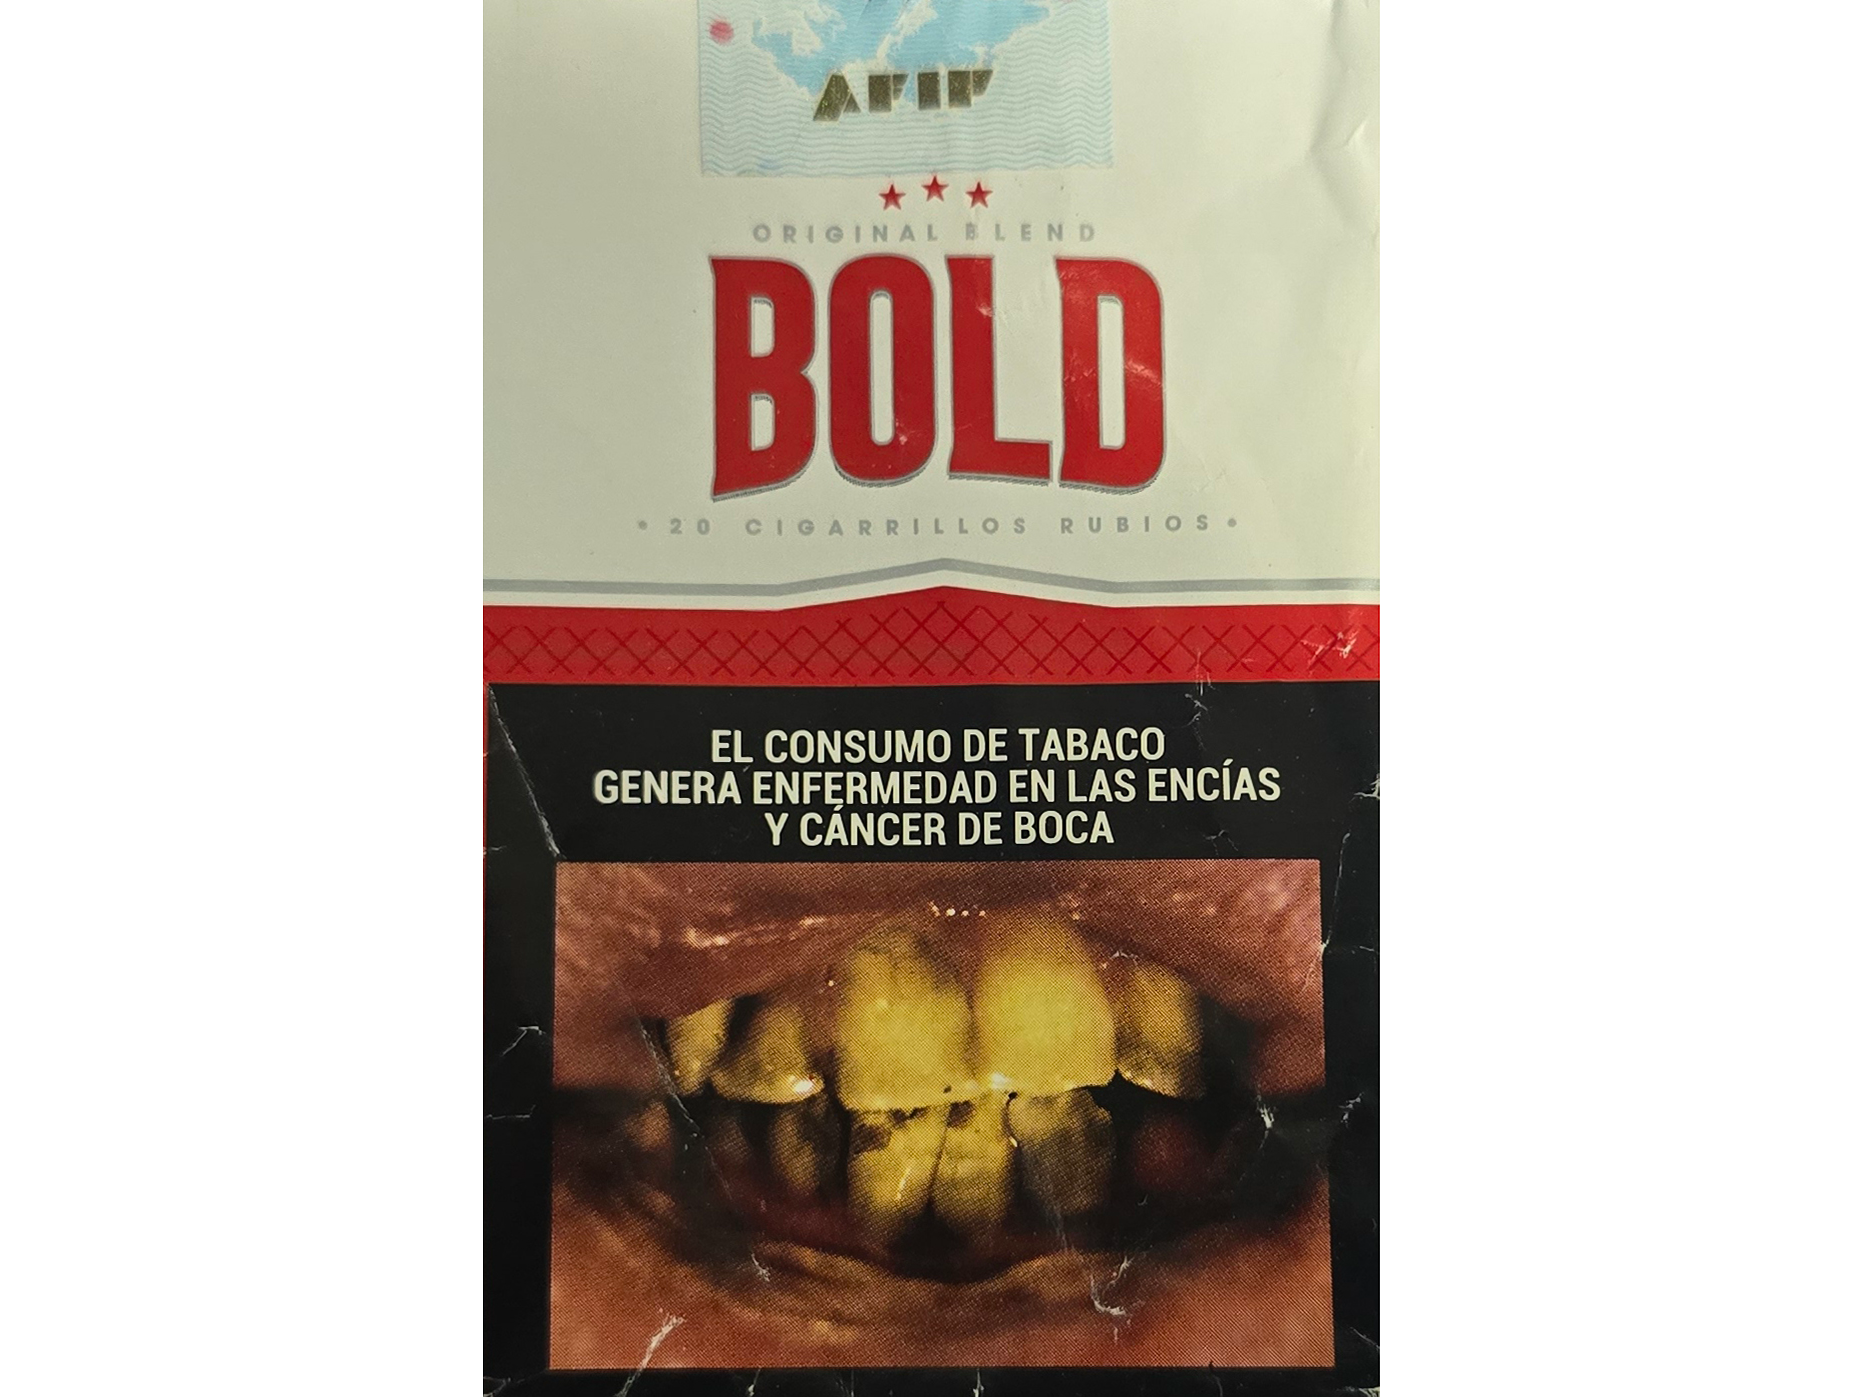 AFIP
ORIGINAL BLEND
BOLD
• 20 CIGARRILLOS RUBIOS •
EL CONSUMO DE TABACO
GENERA ENFERMEDAD EN LAS ENCÍAS
Y CÁNCER DE BOCA